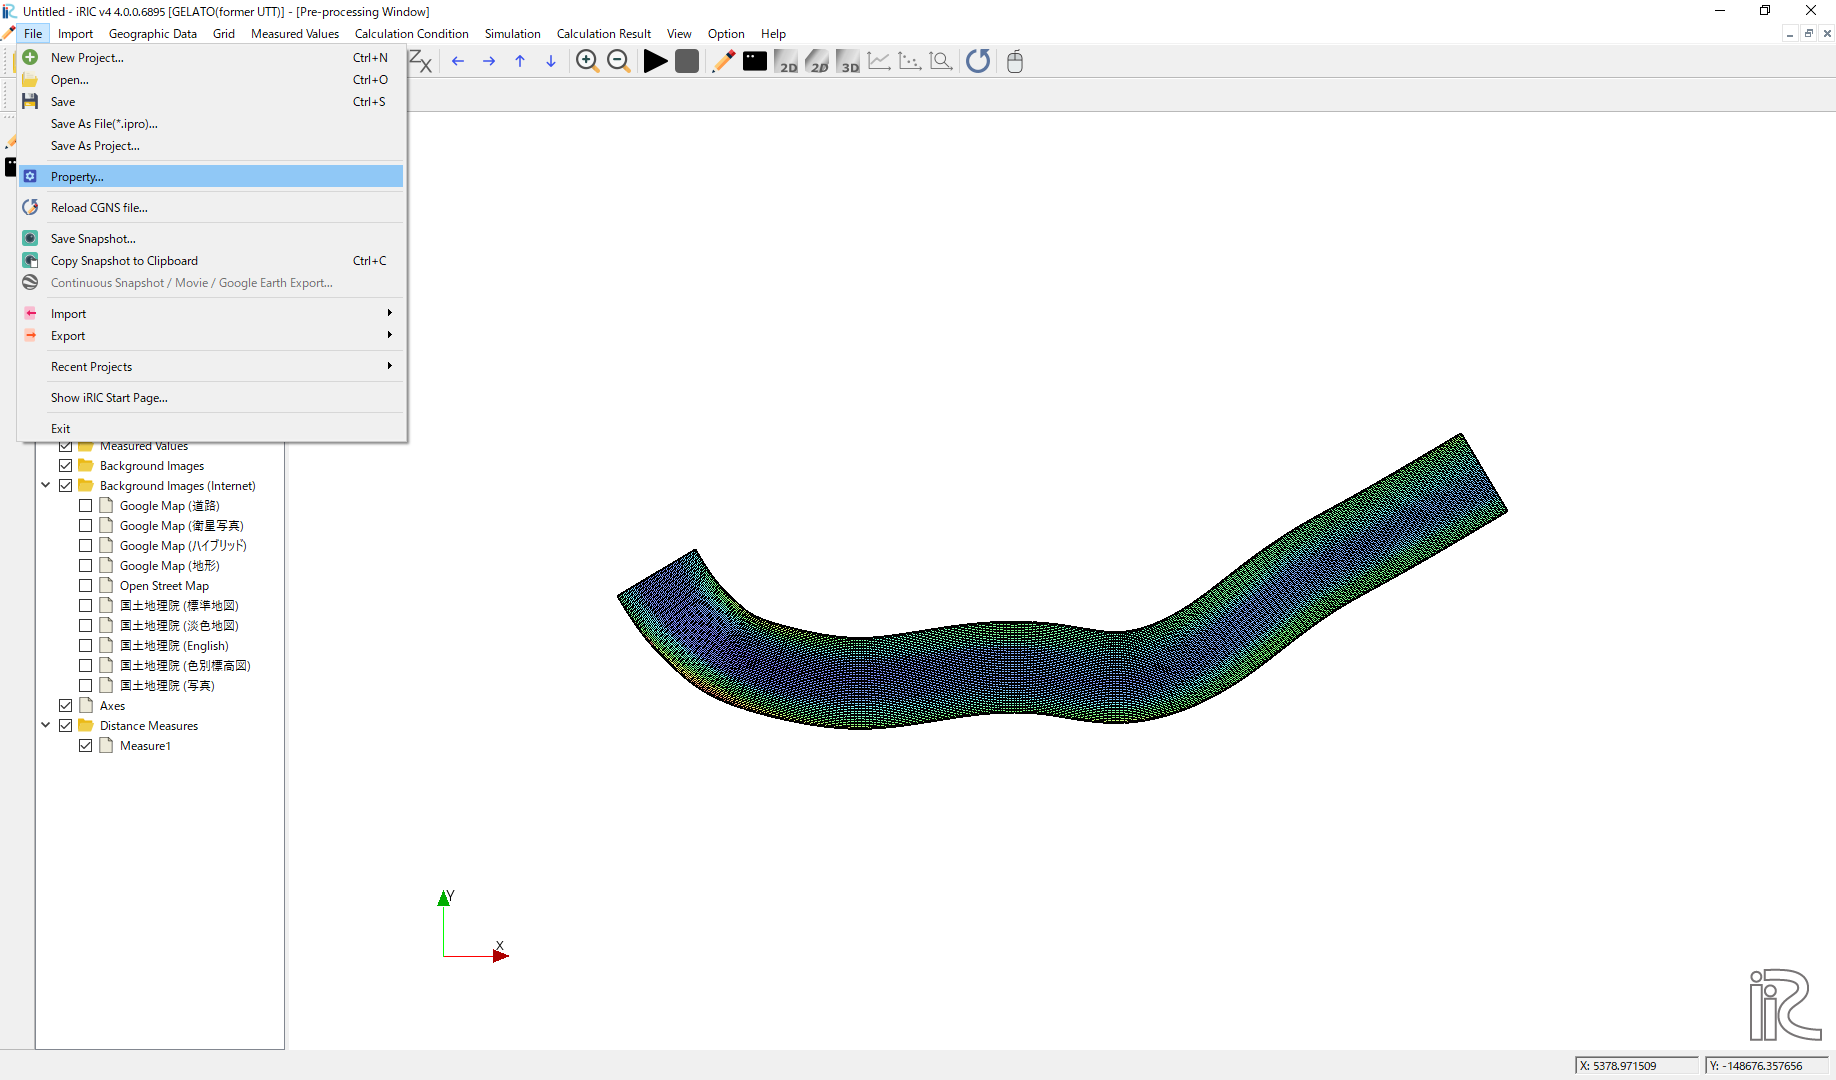 Untitled - iRIC v4 4.0.0.6895 [GELATO(former UTT)] - [Pre-processing Window]
File Import Geographic Data Grid Measured Values Calculation Condition Simulation Calculation Result View Option Help
New Project... Ctrl+N
Open... Ctrl+O
Save Ctrl+S
Save As File(*.ipro)...
Save As Project...
Property...
Reload CGNS file...
Save Snapshot...
Copy Snapshot to Clipboard Ctrl+C
Continuous Snapshot / Movie / Google Earth Export...
Import
Export
Recent Projects
Show iRIC Start Page...
Exit
ZX 2D 2D 3D
Measured Values
Background Images
Background Images (Internet)
Google Map (道路)
Google Map (衛星写真)
Google Map (ハイブリッド)
Google Map (地形)
Open Street Map
国土地理院 (標準地図)
国土地理院 (淡色地図)
国土地理院 (English)
国土地理院 (色別標高図)
国土地理院 (写真)
Axes
Distance Measures
Measure1
Y
X
iRIC
X: 5378.971509
Y: -148676.357656